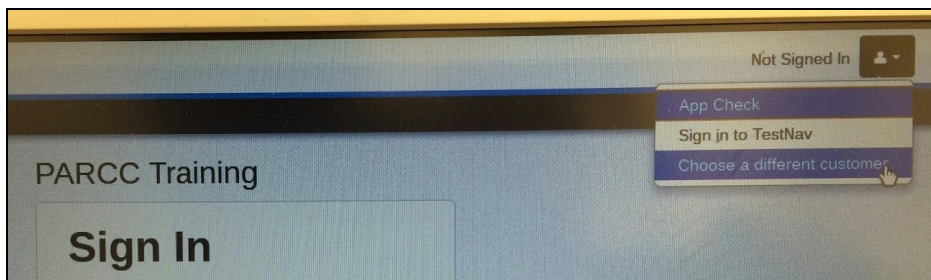 Not Signed In
App Check
Sign in to TestNav
Choose a different customer
PARCC Training
Sign In